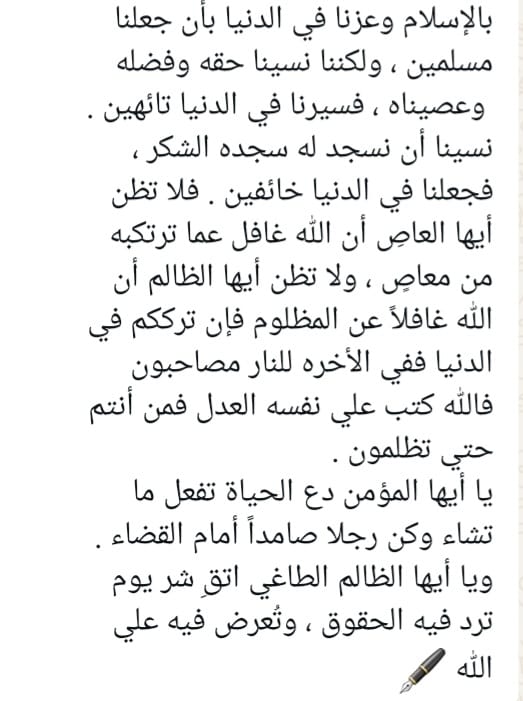 بالإسلام وعزنا في الدنيا بأن جعلنا
مسلمين ، ولكننا نسينا حقه وفضله
وعصيناه ، فسيرنا في الدنيا تائهين .
نسينا أن نسجد له سجده الشكر ،
فجعلنا في الدنيا خائفين . فلا تظن
أيها العاصِ أن الله غافل عما ترتكبه
من معاصٍ ، ولا تظن أيها الظالم أن
الله غافلاً عن المظلوم فإن ترككم في
الدنيا ففي الأخره للنار مصاحبون
فالله كتب علي نفسه العدل فمن أنتم
حتي تظلمون .
يا أيها المؤمن دع الحياة تفعل ما
تشاء وكن رجلا صامداً أمام القضاء .
ويا أيها الظالم الطاغي اتقِ شر يوم
ترد فيه الحقوق ، وتُعرض فيه علي
الله 🖋